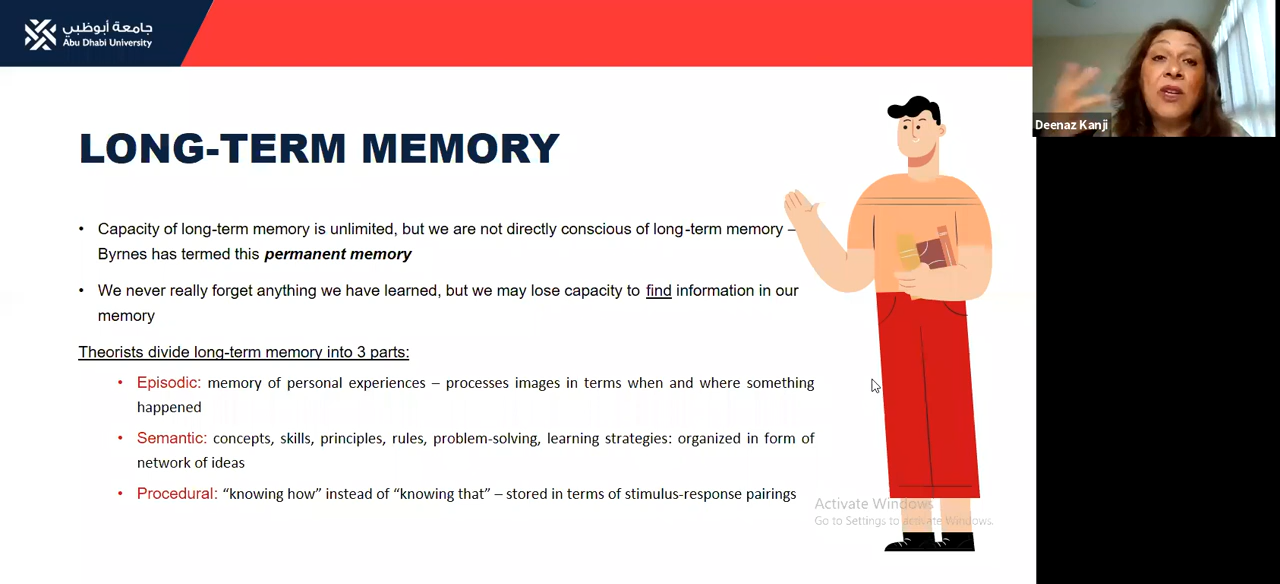 جامعة أبوظبي
Abu Dhabi University
Deenaz Kanji
LONG-TERM MEMORY
• Capacity of long-term memory is unlimited, but we are not directly conscious of long-term memory –
Byrnes has termed this permanent memory
• We never really forget anything we have learned, but we may lose capacity to find information in our
memory
Theorists divide long-term memory into 3 parts:
• Episodic: memory of personal experiences – processes images in terms when and where something
happened
• Semantic: concepts, skills, principles, rules, problem-solving, learning strategies: organized in form of
network of ideas
• Procedural: “knowing how” instead of “knowing that” – stored in terms of stimulus-response pairings
Activate Windows
Go to Settings to activate Windows.